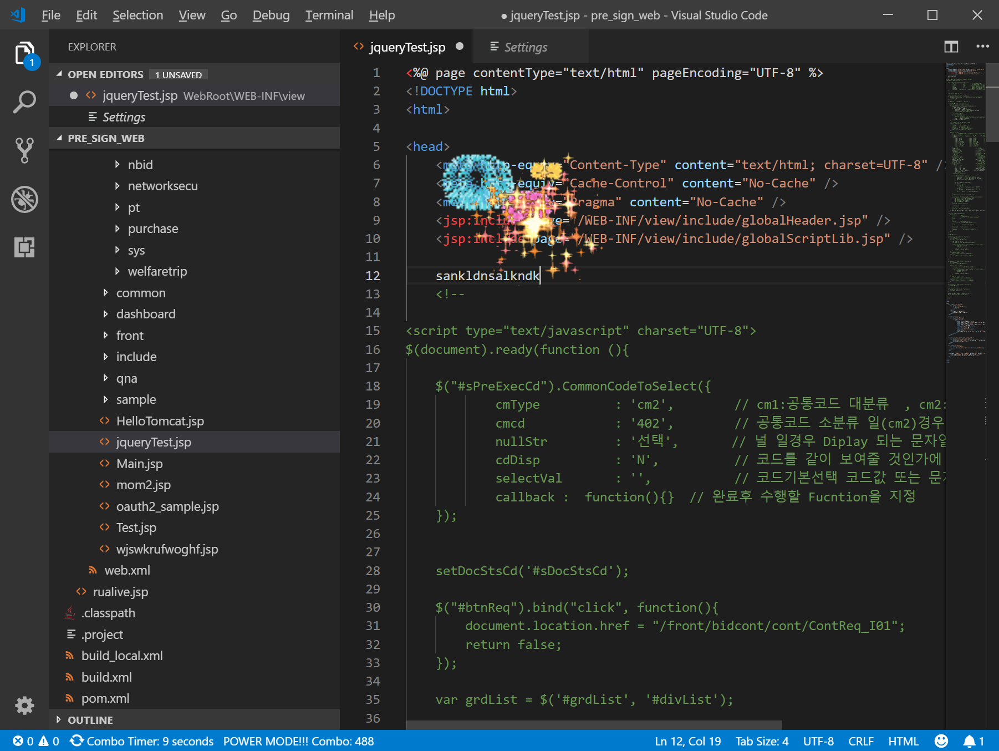 File Edit Selection View Go Debug Terminal Help
● jqueryTest.jsp - pre_sign_web - Visual Studio Code
EXPLORER
OPEN EDITORS 1 UNSAVED
jqueryTest.jsp WebRoot\WEB-INF\view
Settings
PRE_SIGN_WEB
nbid
networksecu
pt
purchase
sys
welfaretrip
common
dashboard
front
include
qna
sample
HelloTomcat.jsp
jqueryTest.jsp
Main.jsp
mom2.jsp
oauth2_sample.jsp
Test.jsp
wjswkrufwoghf.jsp
web.xml
rualive.jsp
.classpath
.project
build_local.xml
build.xml
pom.xml
OUTLINE
1
jqueryTest.jsp
Settings
1 <%@ page contentType="text/html" pageEncoding="UTF-8" %>
2 <!DOCTYPE html>
3 <html>
4
5 <head>
6 <meta http-equiv="Content-Type" content="text/html; charset=UTF-8" /
7 <meta http-equiv="Cache-Control" content="No-Cache" />
8 <meta "Pragma" content="No-Cache" />
9 <jsp:include page="/WEB-INF/view/include/globalHeader.jsp" />
10 <jsp:include page="/WEB-INF/view/include/globalScriptLib.jsp" />
11
12 sankldnsalkndk
13 <!--
14
15 <script type="text/javascript" charset="UTF-8">
16 $(document).ready(function (){
17
18 $("#sPreExecCd").CommonCodeToSelect({
19 cmType : 'cm2', // cm1:공통코드 대분류 , cm2:
20 cmcd : '402', // 공통코드 소분류 일(cm2)경우
21 nullStr : '선택', // 널 일경우 Diplay 되는 문자열
22 cdDisp : 'N', // 코드를 같이 보여줄 것인가에
23 selectVal : '', // 코드기본선택 코드값 또는 문자
24 callback : function(){} // 완료후 수행할 Fucntion을 지정
25 });
26
27
28 setDocStsCd('#sDocStsCd');
29
30 $("#btnReq").bind("click", function(){
31 document.location.href = "/front/bidcont/cont/ContReq_I01";
32 return false;
33 });
34
35 var grdList = $('#grdList', '#divList');
36
0 0 Combo Timer: 9 seconds POWER MODE!!! Combo: 488 Ln 12, Col 19 Tab Size: 4 UTF-8 CRLF HTML 1